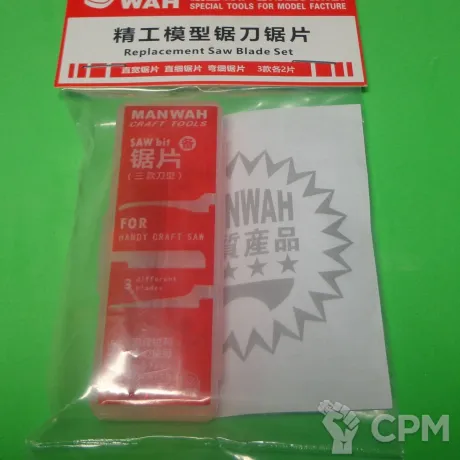 WAH
SPECIAL TOOLS FOR MODEL FACTURE
精工模型锯刀锯片
Replacement Saw Blade Set
直宽锯片 直细锯片 弯细锯片 3款各2片
MANWAH
CRAFT TOOLS
SAW bit
锯片
(三款刀型)
FOR
HANDY CRAFT SAW
3 different
blades
ANWAH
質產品
CPM